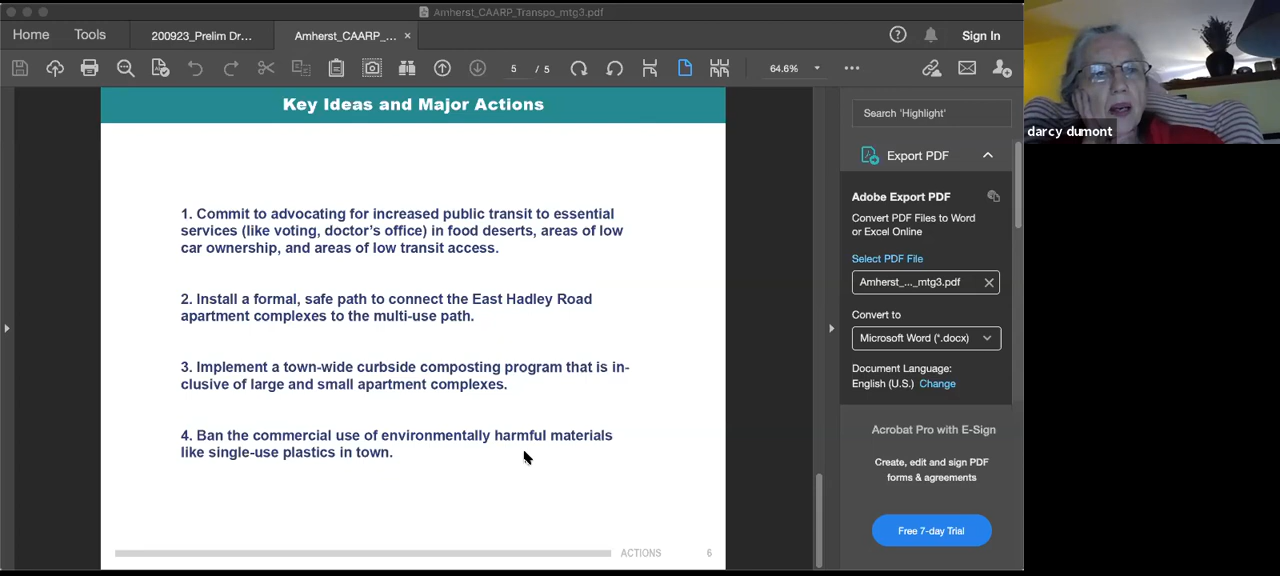 Amherst_CAARP_Transpo_mtg3.pdf
Home
Tools
200923_Prelim Dr...
Amherst_CAARP_...
×
Sign In
5 / 5
64.6%
Key Ideas and Major Actions
1. Commit to advocating for increased public transit to essential
services (like voting, doctor's office) in food deserts, areas of low
car ownership, and areas of low transit access.
2. Install a formal, safe path to connect the East Hadley Road
apartment complexes to the multi-use path.
3. Implement a town-wide curbside composting program that is in-
clusive of large and small apartment complexes.
4. Ban the commercial use of environmentally harmful materials
like single-use plastics in town.
ACTIONS 6
Search 'Highlight'
Export PDF
Adobe Export PDF
Convert PDF Files to Word
or Excel Online
Select PDF File
Amherst_..._mtg3.pdf
Convert to
Microsoft Word (*.docx)
Document Language:
English (U.S.) Change
Acrobat Pro with E-Sign
Create, edit and sign PDF
forms & agreements
Free 7-day Trial
darcy dumont